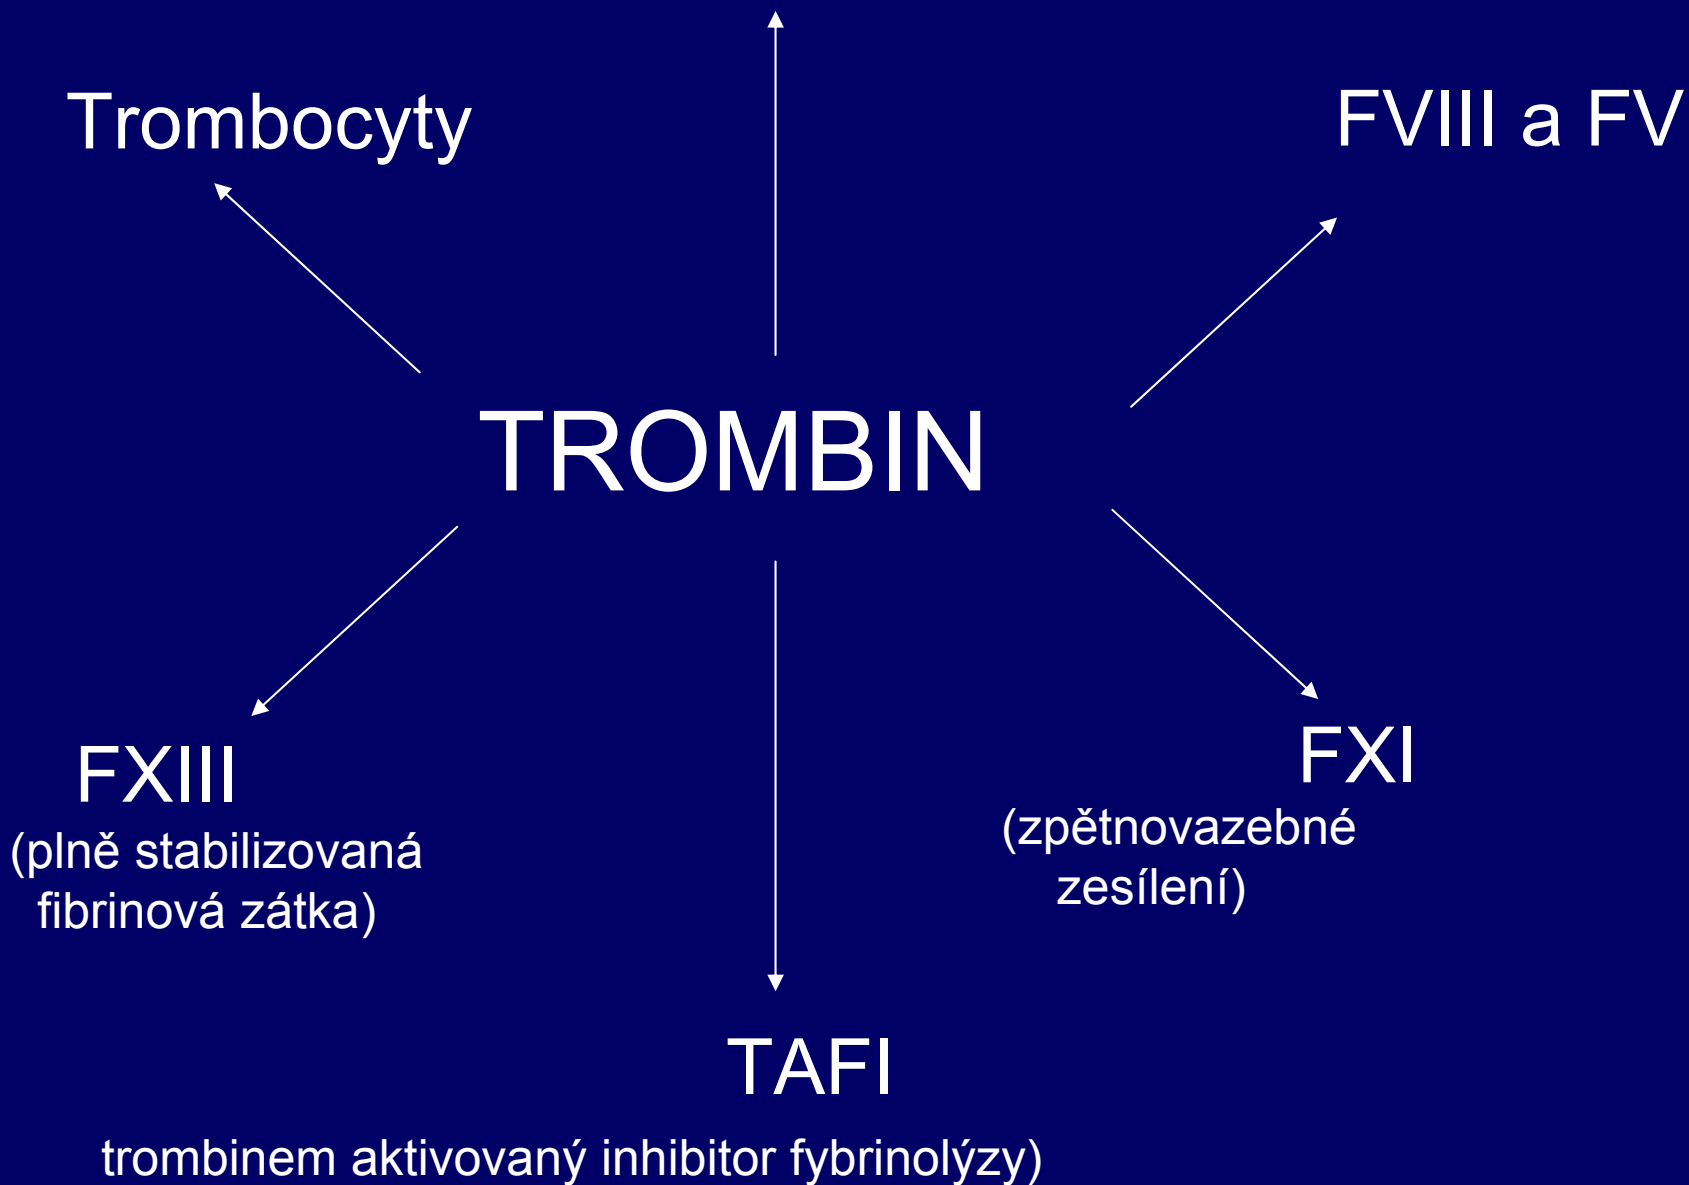 Trombocyty
FVIII a FV
TROMBIN
FXIII
(plně stabilizovaná
fibrinová zátka)
FXI
(zpětnovazebné
zesílení)
TAFI
trombinem aktivovaný inhibitor fybrinolýzy)